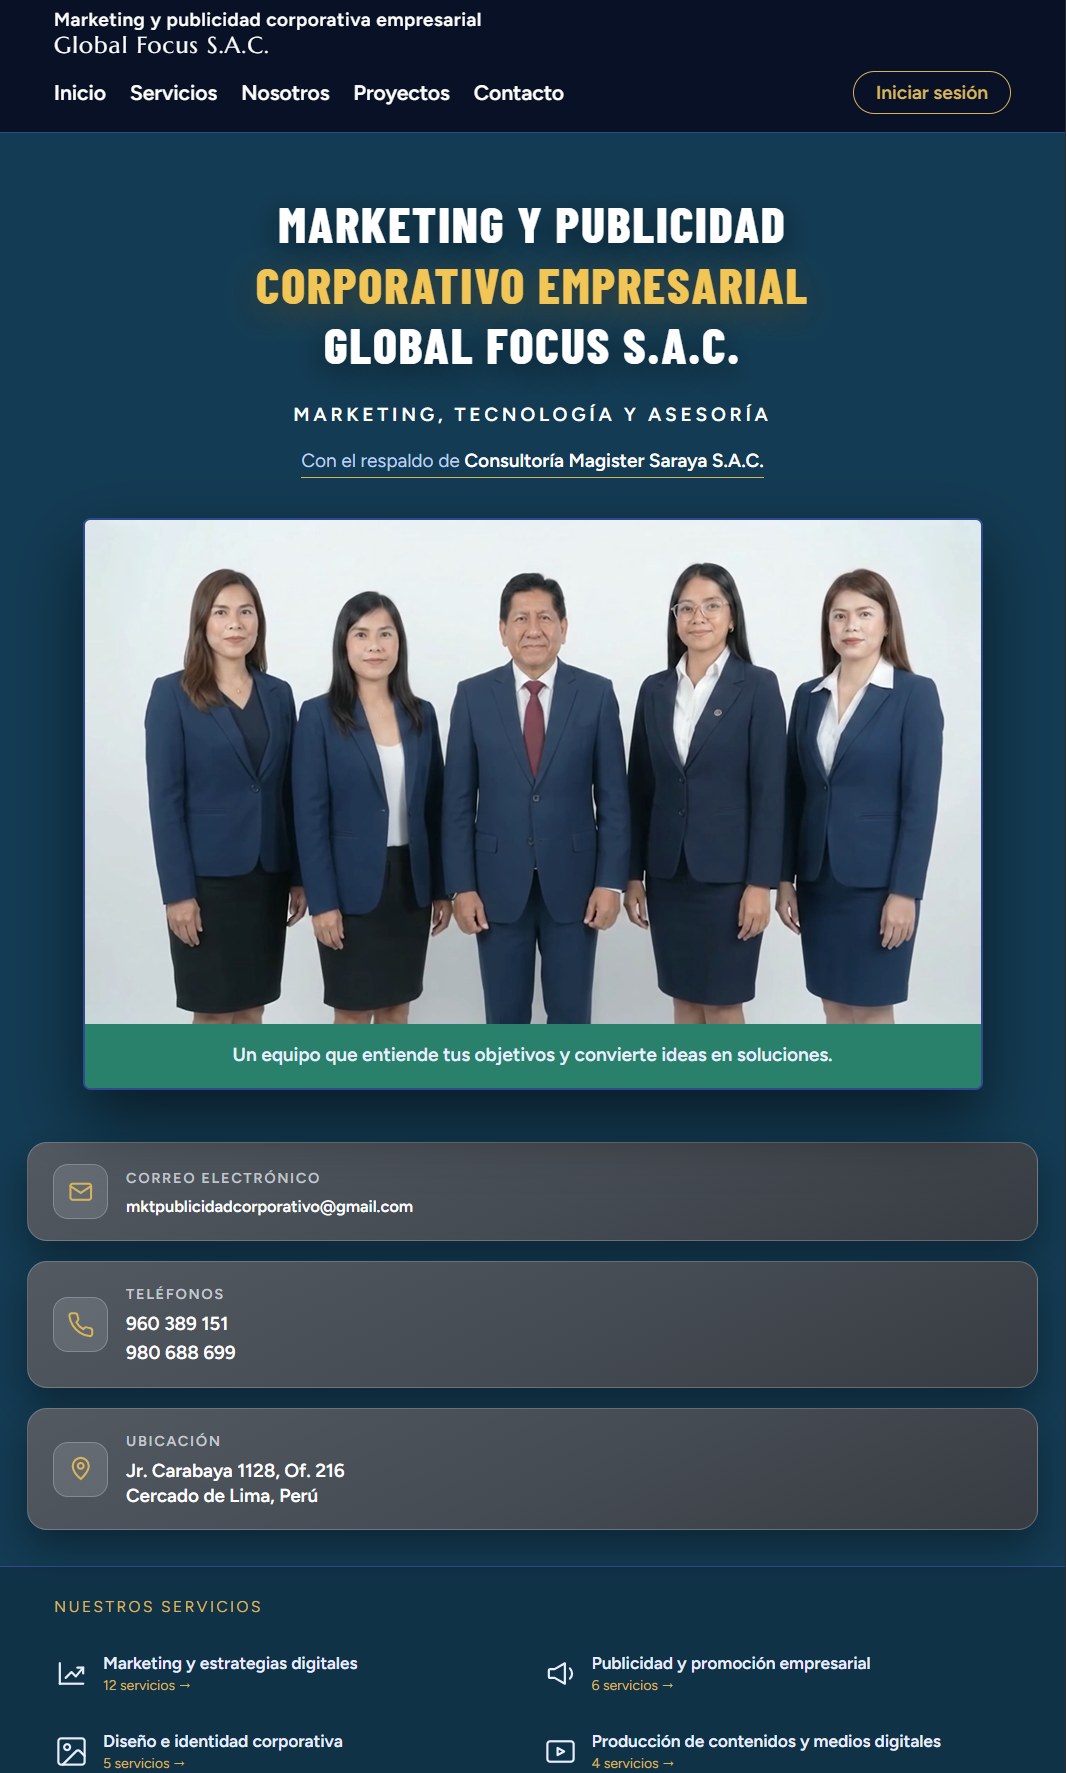 Marketing y publicidad corporativa empresarial
Global Focus S.A.C.
Inicio Servicios Nosotros Proyectos Contacto Iniciar sesión
MARKETING Y PUBLICIDAD
CORPORATIVO EMPRESARIAL
GLOBAL FOCUS S.A.C.
MARKETING, TECNOLOGÍA Y ASESORÍA
Con el respaldo de Consultoría Magister Saraya S.A.C.
Un equipo que entiende tus objetivos y convierte ideas en soluciones.
CORREO ELECTRÓNICO
mktpublicidadcorporativo@gmail.com
TELÉFONOS
960 389 151
980 688 699
UBICACIÓN
Jr. Carabaya 1128, Of. 216
Cercado de Lima, Perú
NUESTROS SERVICIOS
Marketing y estrategias digitales
12 servicios →
Publicidad y promoción empresarial
6 servicios →
Diseño e identidad corporativa
5 servicios →
Producción de contenidos y medios digitales
4 servicios →